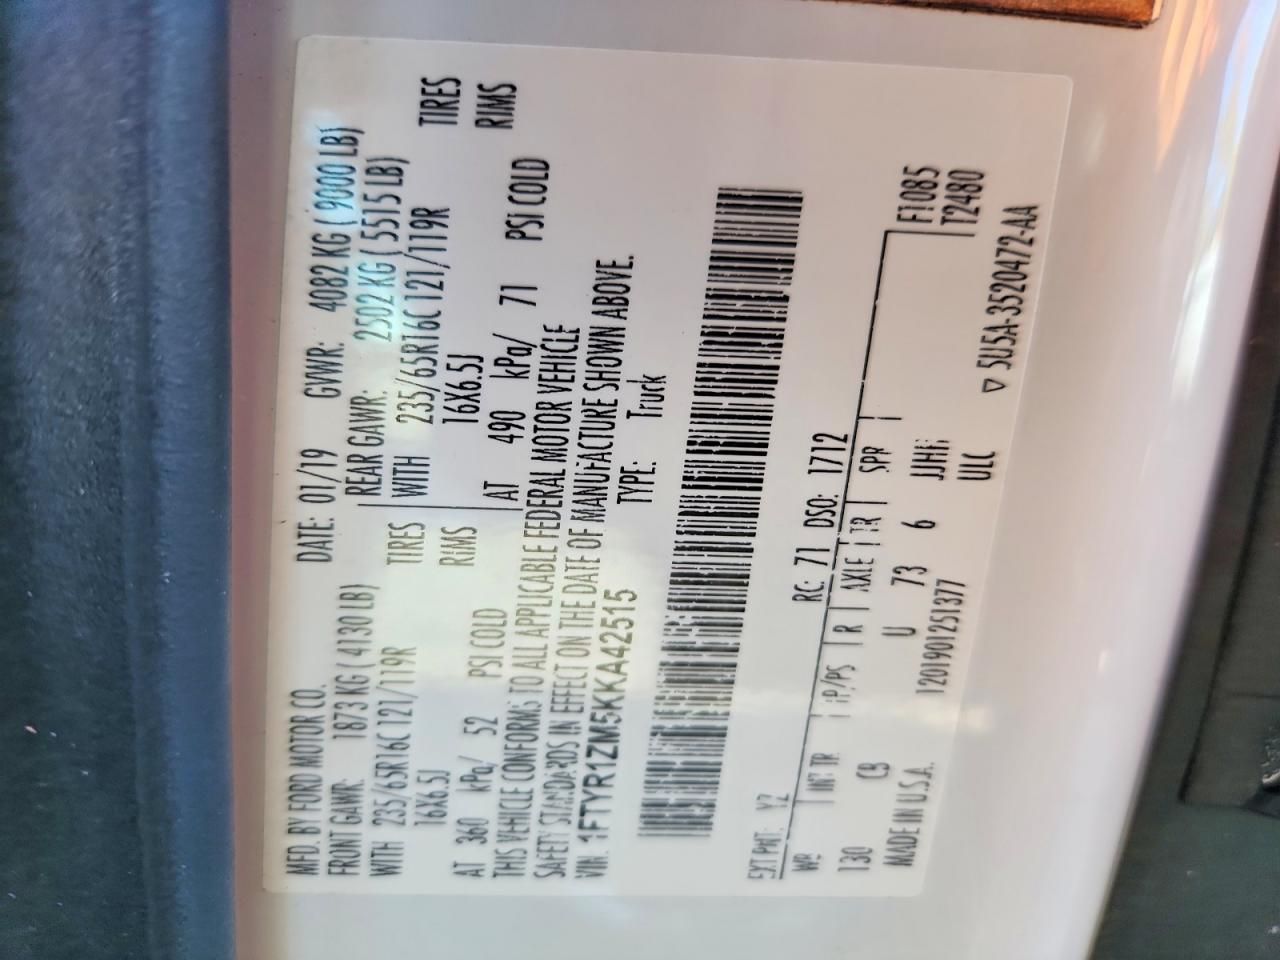 MFD. BY FORD MOTOR CO.
DATE: 01/19 GVWR: 4082 KG ( 9000 LB)
FRONT GAWR: 1873 KG ( 4130 LB)
REAR GAWR: 2502 KG ( 5515 LB)
WITH 235/65R16C 121/119R TIRES
WITH 235/65R16C 121/119R TIRES
16X6.5J RIMS
16X6.5J RIMS
AT 360 kPa/ 52 PSI COLD
AT 490 kPa/ 71 PSI COLD
THIS VEHICLE CONFORMS TO ALL APPLICABLE FEDERAL MOTOR VEHICLE
SAFETY STANDARDS IN EFFECT ON THE DATE OF MANUFACTURE SHOWN ABOVE.
VIN: 1FTYR1ZM5KKA42515
TYPE: Truck
EXT PNT: YZ RC: 71 DSO: 1712
WB INT TR TP/PS R AXLE TR SPR F1085
130 CB U 73 6 JJHH T2480
MADE IN U.S.A. 1201901251377 ULC
▽ 5U5A-3520472-AA